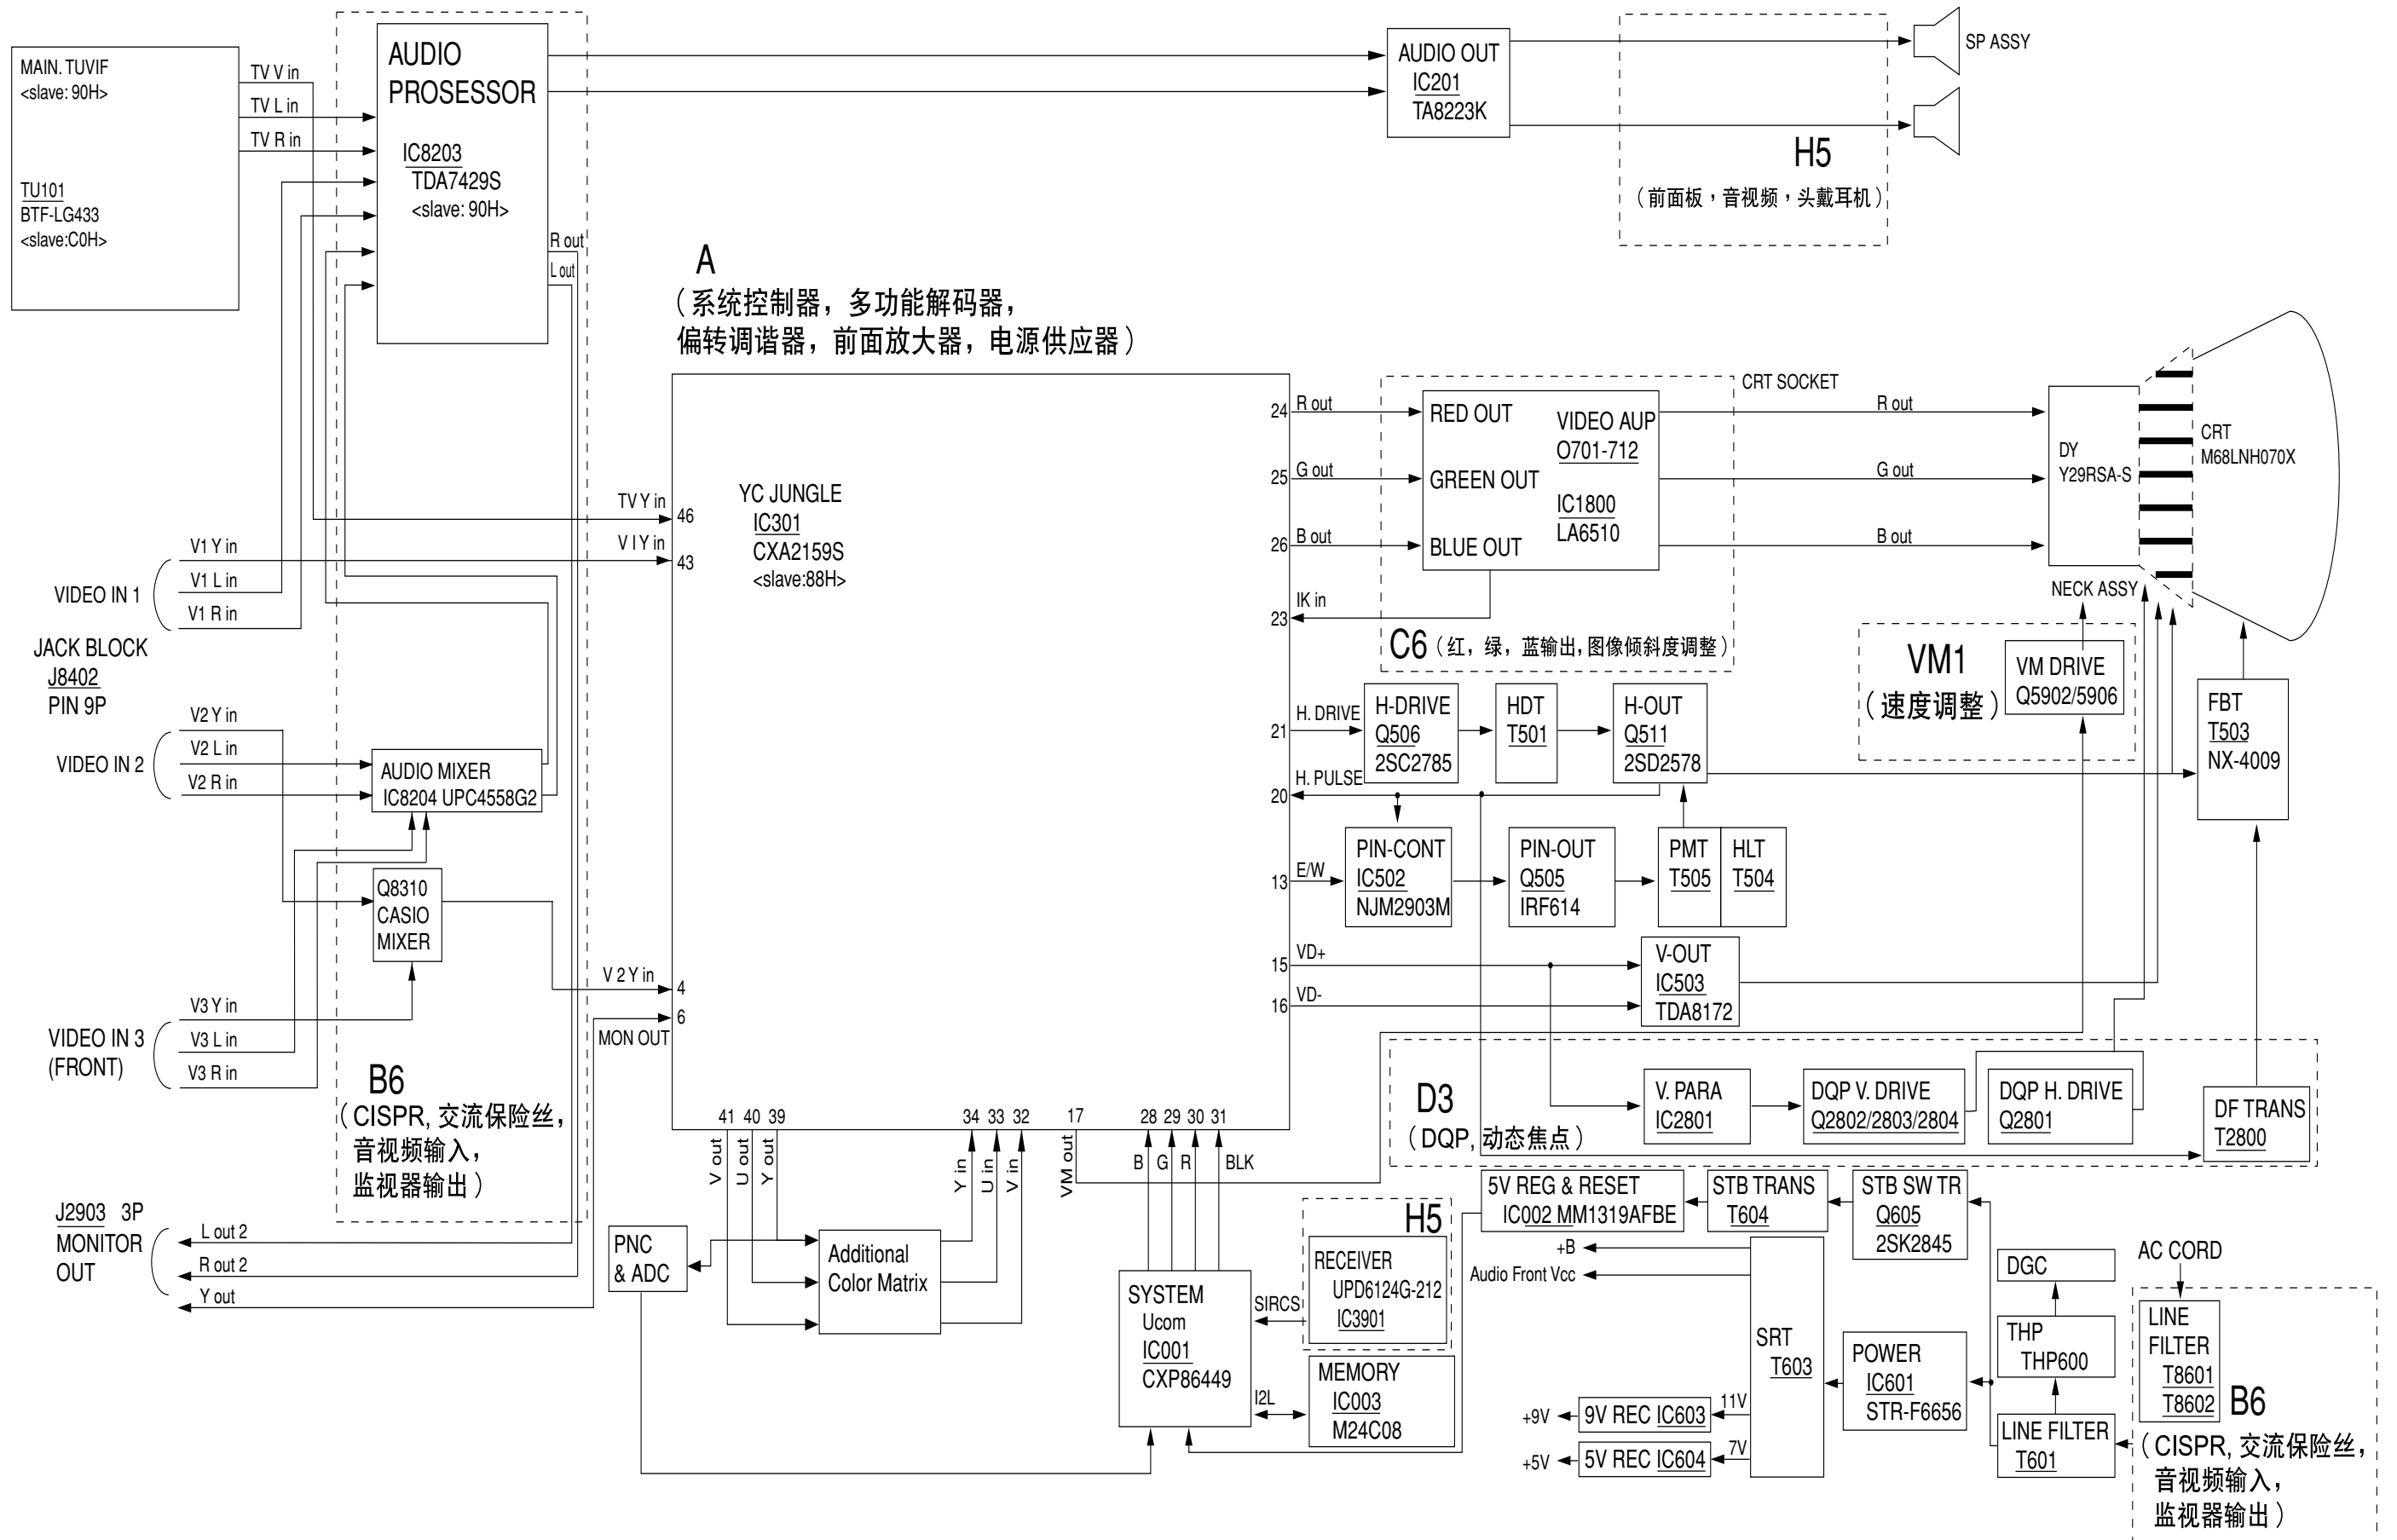 MAIN. TUVIF
<slave: 90H>
TU101
BTF-LG433
<slave:C0H>
TV V in
TV L in
TV R in
AUDIO
PROSESSOR
IC8203
TDA7429S
<slave: 90H>
R out
L out
AUDIO OUT
IC201
TA8223K
SP ASSY
H5
（前面板，音视频，头戴耳机）
A
（系统控制器，多功能解码器，
偏转调谐器，前面放大器，电源供应器）
YC JUNGLE
IC301
CXA2159S
<slave:88H>
TV Y in
46
V I Y in
43
V1 Y in
V1 L in
V1 R in
VIDEO IN 1
JACK BLOCK
J8402
PIN 9P
V2 Y in
V2 L in
V2 R in
VIDEO IN 2
AUDIO MIXER
IC8204 UPC4558G2
Q8310
CASIO
MIXER
V 2 Y in
4
6
MON OUT
V3 Y in
V3 L in
V3 R in
VIDEO IN 3
(FRONT)
B6
（CISPR, 交流保险丝，
音视频输入，
监视器输出）
J2903 3P
MONITOR
OUT
L out 2
R out 2
Y out
24 R out
25 G out
26 B out
23 IK in
RED OUT
GREEN OUT
BLUE OUT
VIDEO AUP
O701-712
IC1800
LA6510
CRT SOCKET
C6（红，绿，蓝输出,图像倾斜度调整）
R out
G out
B out
DY
Y29RSA-S
CRT
M68LNH070X
NECK ASSY
VM1
（速度调整）
VM DRIVE
Q5902/5906
FBT
T503
NX-4009
21 H. DRIVE
H-DRIVE
Q506
2SC2785
HDT
T501
H-OUT
Q511
2SD2578
20 H. PULSE
13 E/W
PIN-CONT
IC502
NJM2903M
PIN-OUT
Q505
IRF614
PMT
T505
HLT
T504
15 VD+
16 VD-
V-OUT
IC503
TDA8172
D3
（DQP, 动态焦点）
V. PARA
IC2801
DQP V. DRIVE
Q2802/2803/2804
DQP H. DRIVE
Q2801
DF TRANS
T2800
41 40 39 34 33 32 17 28 29 30 31
V out
U out
Y out
Y in
U in
V in
VM out
B G R BLK
PNC
& ADC
Additional
Color Matrix
SYSTEM
Ucom
IC001
CXP86449
SIRCS
I2L
H5
RECEIVER
UPD6124G-212
IC3901
MEMORY
IC003
M24C08
5V REG & RESET
IC002 MM1319AFBE
STB TRANS
T604
STB SW TR
Q605
2SK2845
+B
Audio Front Vcc
SRT
T603
11V
7V
+9V
9V REC IC603
+5V
5V REC IC604
POWER
IC601
STR-F6656
DGC
THP
THP600
LINE FILTER
T601
AC CORD
LINE
FILTER
T8601
T8602
B6
（CISPR, 交流保险丝，
音视频输入，
监视器输出）